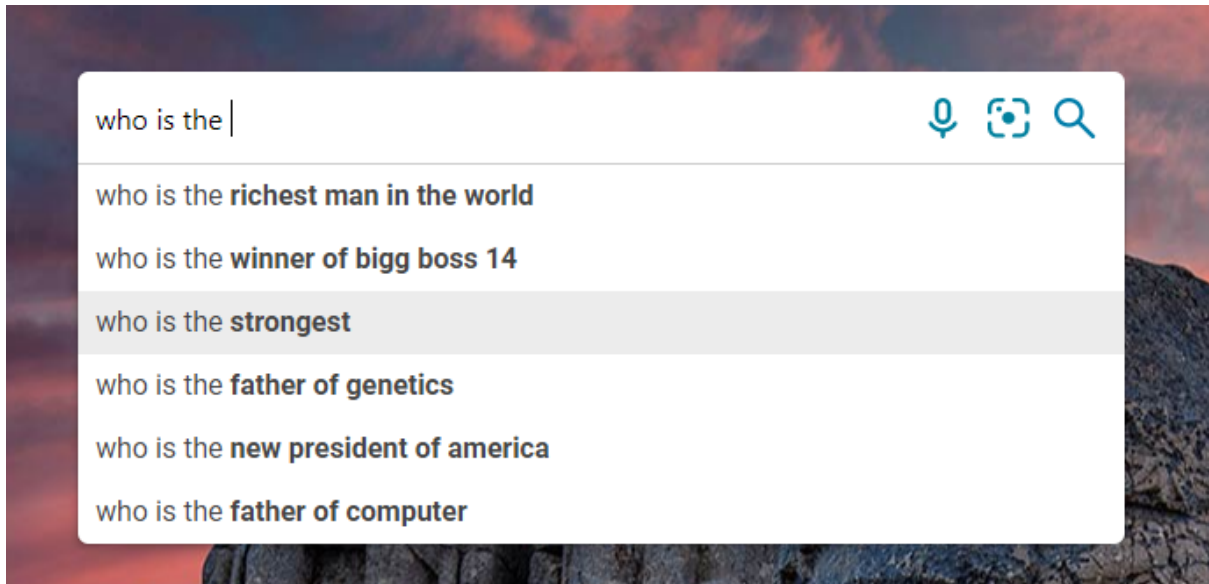 who is the
who is the richest man in the world
who is the winner of bigg boss 14
who is the strongest
who is the father of genetics
who is the new president of america
who is the father of computer